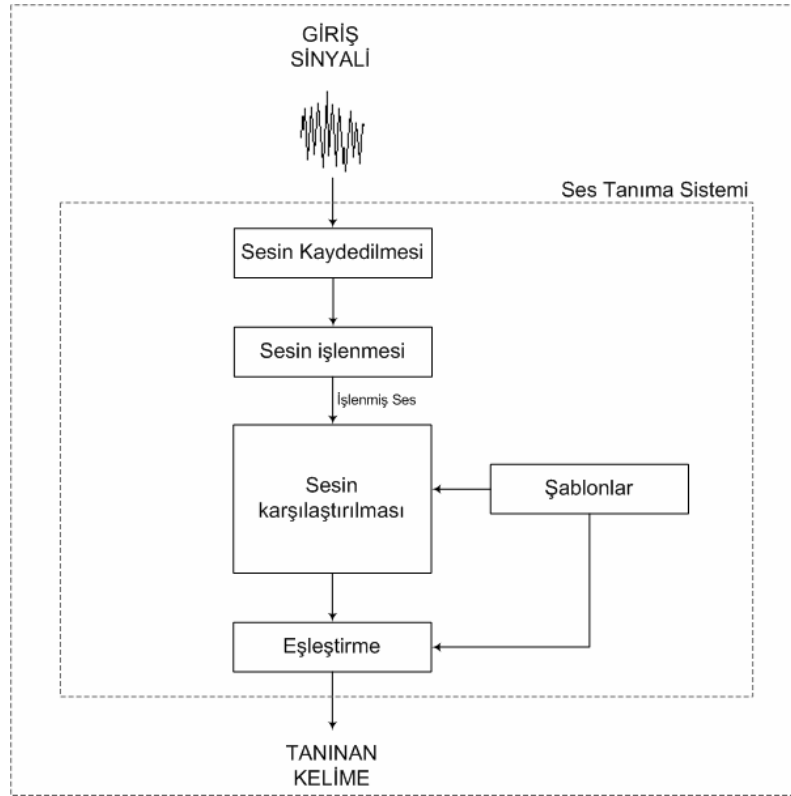 GİRİŞ
SİNYALİ
Ses Tanıma Sistemi
Sesin Kaydedilmesi
Sesin işlenmesi
İşlenmiş Ses
Sesin
karşılaştırılması
Şablonlar
Eşleştirme
TANINAN
KELİME